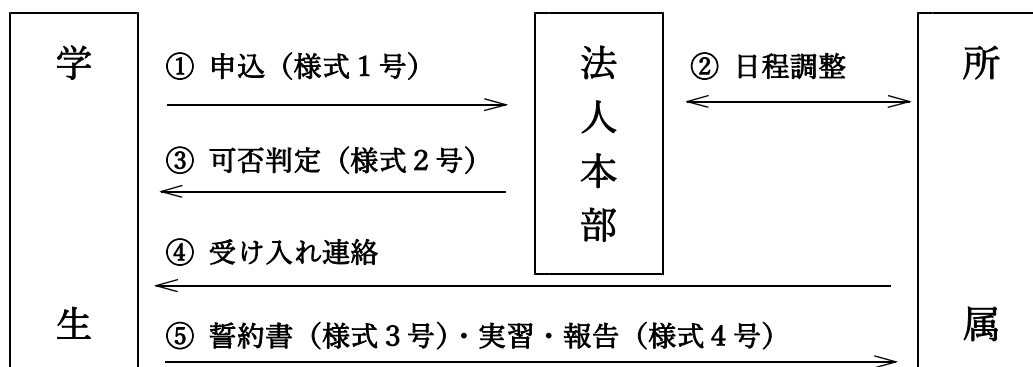 学生
法人本部
所属
① 申込（様式１号）
② 日程調整
③ 可否判定（様式２号）
④ 受け入れ連絡
⑤ 誓約書（様式３号）・実習・報告（様式４号）